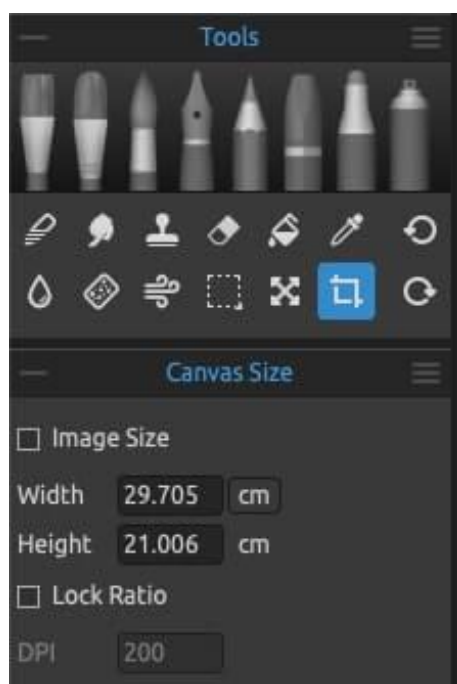 Tools
Canvas Size
Image Size
Width 29.705 cm
Height 21.006 cm
Lock Ratio
DPI 200